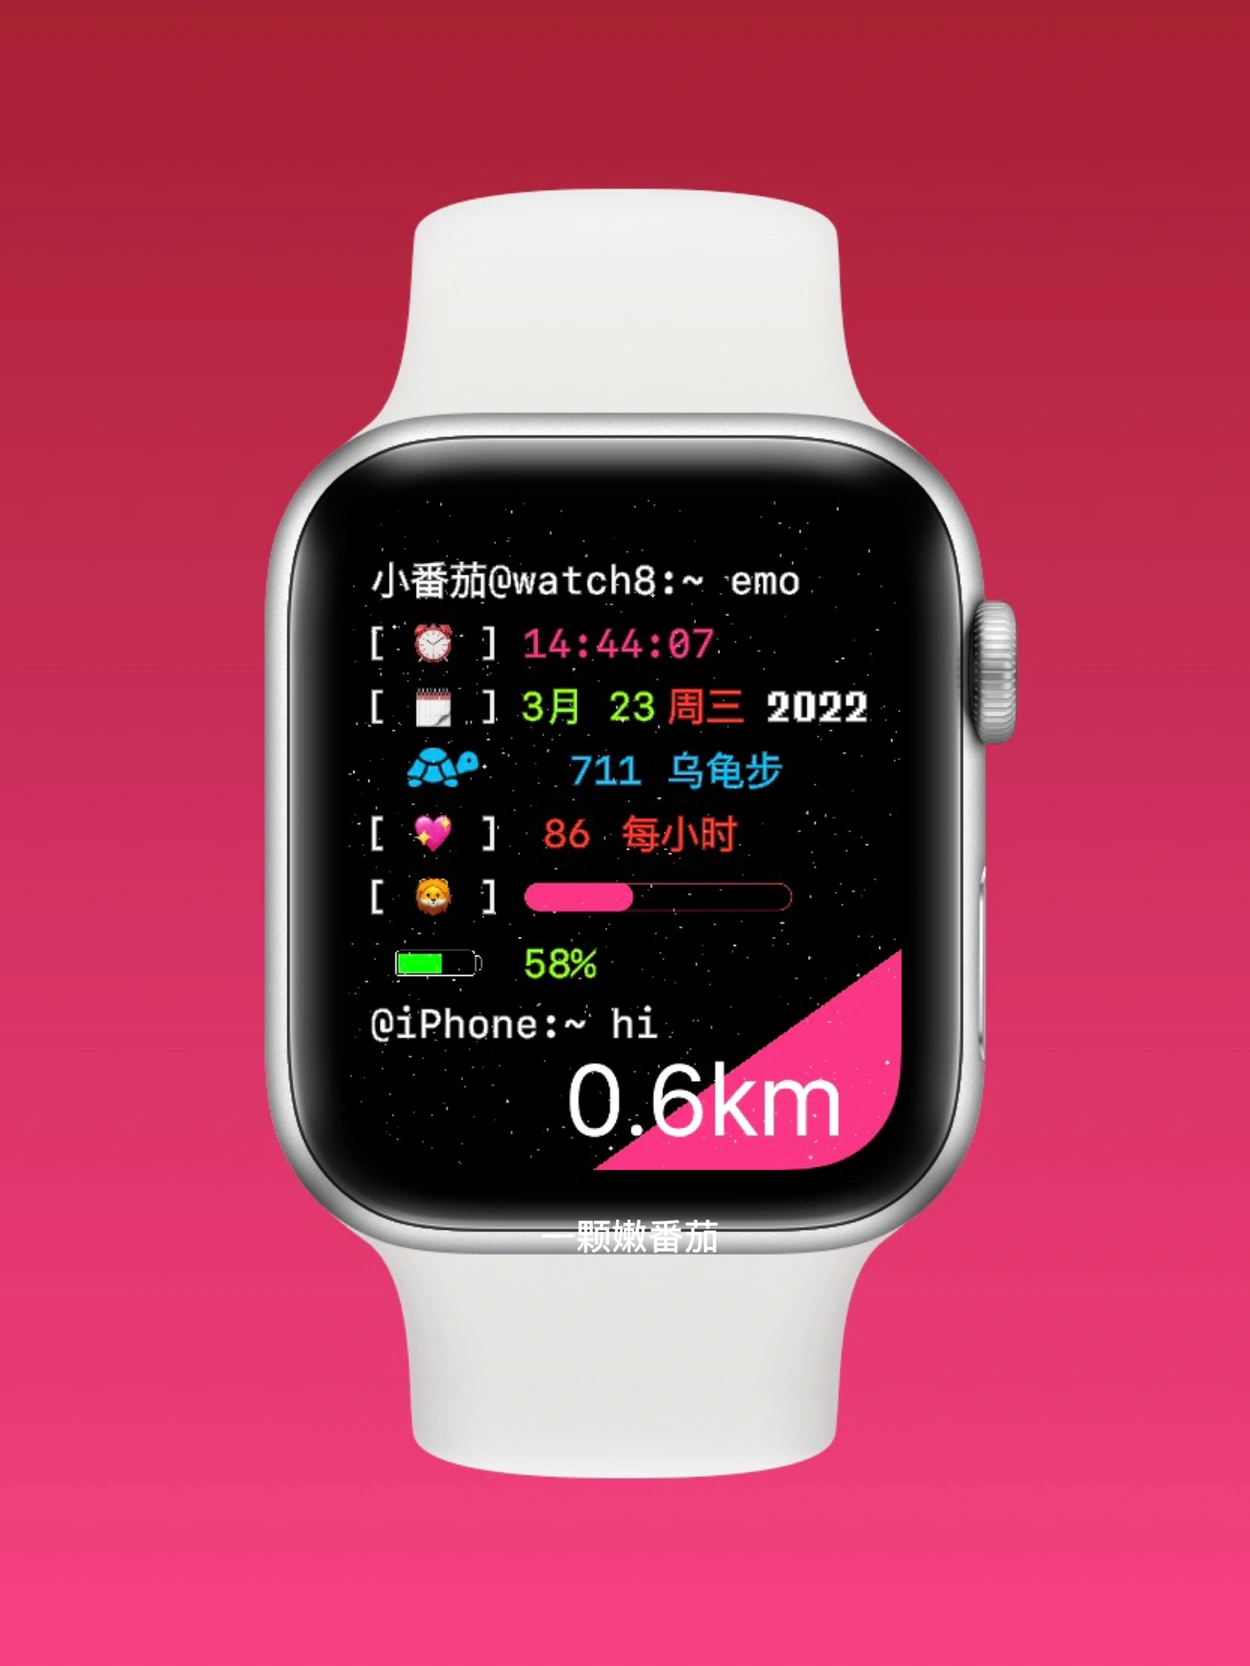 小番茄@watch8:~ emo
[ ⏰ ] 14:44:07
[ 🗒️ ] 3月 23 周三 2022
🐢 711 乌龟步
[ 💖 ] 86 每小时
[ 🦁 ]
58%
@iPhone:~ hi
0.6km
一颗嫩番茄